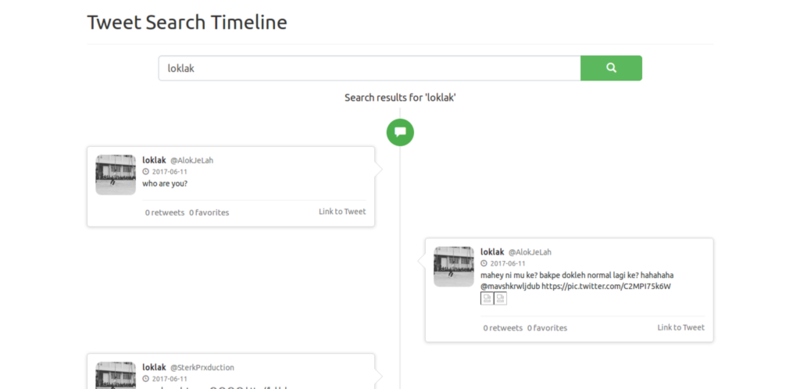 Tweet Search Timeline
loklak
Search results for 'loklak'
loklak @AlokJeLah
2017-06-11
who are you?
0 retweets 0 favorites Link to Tweet
loklak @AlokJeLah
2017-06-11
mahey ni mu ke? bakpe dokleh normal lagi ke? hahahaha
@mavshkrwljdub https://pic.twitter.com/C2MPI75k6W
0 retweets 0 favorites Link to Tweet
loklak @SterkPrxduction
2017-06-11